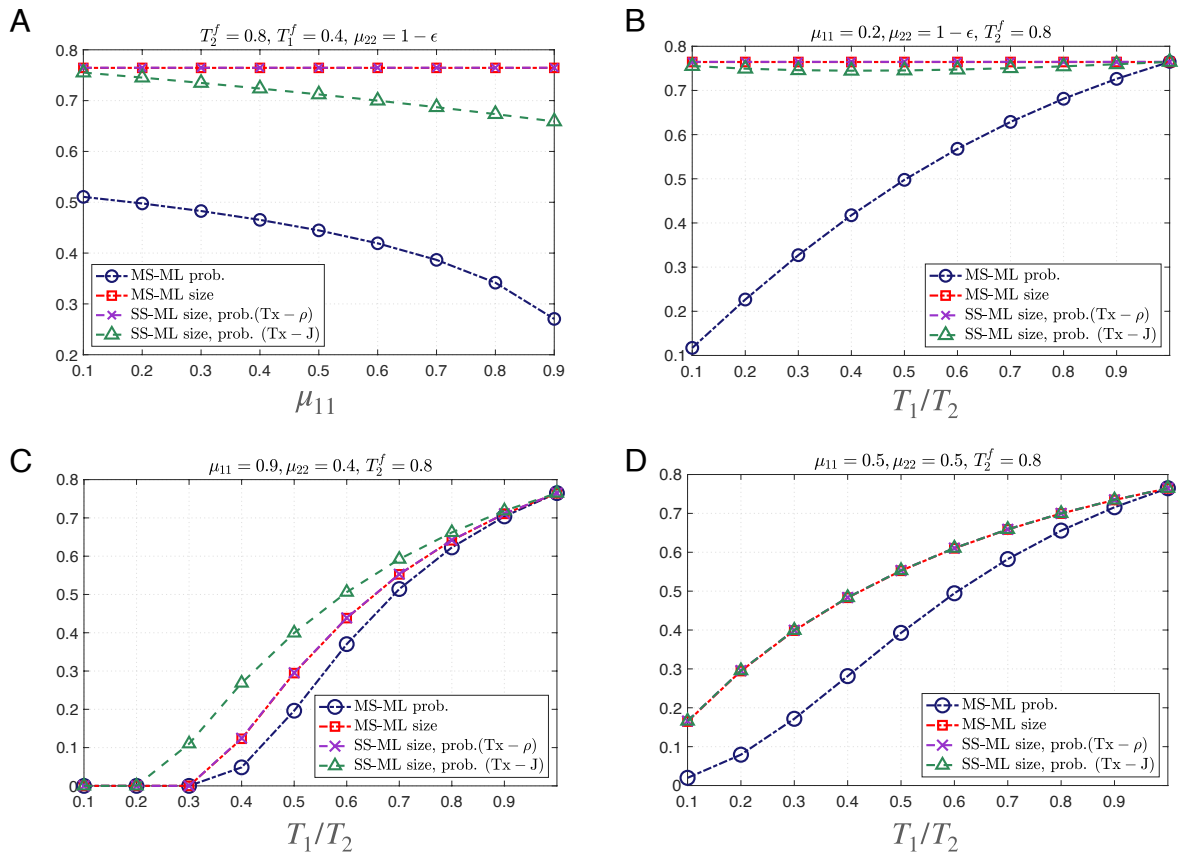 A
T_2^f = 0.8, T_1^f = 0.4, μ_22 = 1 − ϵ
0.8
0.7
0.6
0.5
0.4
0.3
0.2
MS-ML prob.
MS-ML size
SS-ML size, prob.(Tx − ρ)
SS-ML size, prob. (Tx − J)
0.1 0.2 0.3 0.4 0.5 0.6 0.7 0.8 0.9
μ_11
B
μ_11 = 0.2, μ_22 = 1 − ϵ, T_2^f = 0.8
0.8
0.7
0.6
0.5
0.4
0.3
0.2
0.1
MS-ML prob.
MS-ML size
SS-ML size, prob.(Tx − ρ)
SS-ML size, prob. (Tx − J)
0.1 0.2 0.3 0.4 0.5 0.6 0.7 0.8 0.9
T_1/T_2
C
μ_11 = 0.9, μ_22 = 0.4, T_2^f = 0.8
0.8
0.7
0.6
0.5
0.4
0.3
0.2
0.1
0
MS-ML prob.
MS-ML size
SS-ML size, prob.(Tx − ρ)
SS-ML size, prob. (Tx − J)
0.1 0.2 0.3 0.4 0.5 0.6 0.7 0.8 0.9
T_1/T_2
D
μ_11 = 0.5, μ_22 = 0.5, T_2^f = 0.8
0.8
0.7
0.6
0.5
0.4
0.3
0.2
0.1
0
MS-ML prob.
MS-ML size
SS-ML size, prob.(Tx − ρ)
SS-ML size, prob. (Tx − J)
0.1 0.2 0.3 0.4 0.5 0.6 0.7 0.8 0.9
T_1/T_2